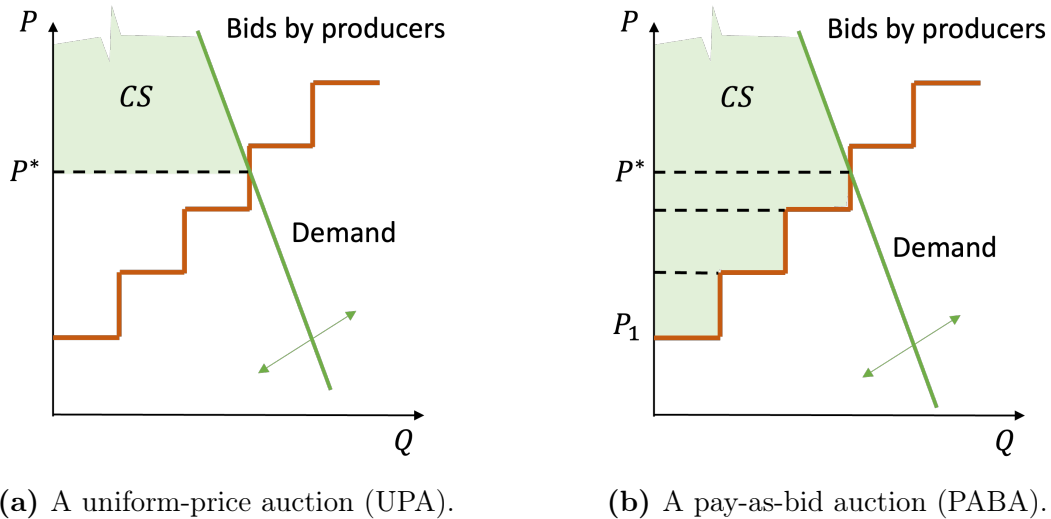 P
Bids by producers
CS
P*
Demand
Q
(a) A uniform-price auction (UPA).
P
Bids by producers
CS
P*
Demand
P₁
Q
(b) A pay-as-bid auction (PABA).